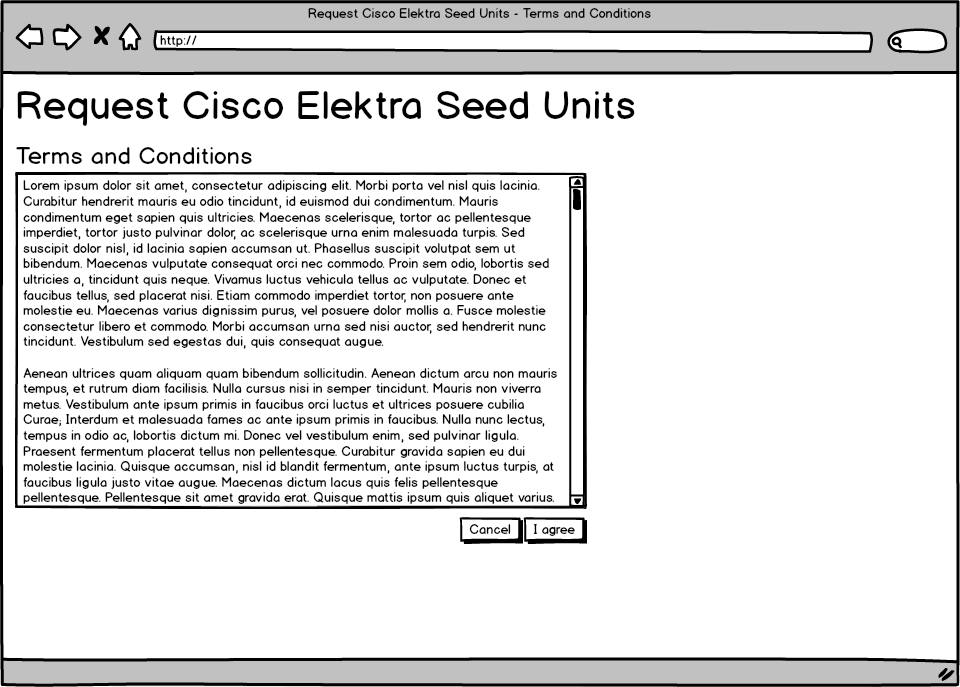 Request Cisco Elektra Seed Units - Terms and Conditions
http://
Request Cisco Elektra Seed Units
Terms and Conditions
Lorem ipsum dolor sit amet, consectetur adipiscing elit. Morbi porta vel nisl quis lacinia.
Curabitur hendrerit mauris eu odio tincidunt, id euismod dui condimentum. Mauris
condimentum eget sapien quis ultricies. Maecenas scelerisque, tortor ac pellentesque
imperdiet, tortor justo pulvinar dolor, ac scelerisque urna enim malesuada turpis. Sed
suscipit dolor nisl, id lacinia sapien accumsan ut. Phasellus suscipit volutpat sem ut
bibendum. Maecenas vulputate consequat orci nec commodo. Proin sem odio, lobortis sed
ultricies a, tincidunt quis neque. Vivamus luctus vehicula tellus ac vulputate. Donec et
faucibus tellus, sed placerat nisi. Etiam commodo imperdiet tortor, non posuere ante
molestie eu. Maecenas varius dignissim purus, vel posuere dolor mollis a. Fusce molestie
consectetur libero et commodo. Morbi accumsan urna sed nisi auctor, sed hendrerit nunc
tincidunt. Vestibulum sed egestas dui, quis consequat augue.
Aenean ultrices quam aliquam quam bibendum sollicitudin. Aenean dictum arcu non mauris
tempus, et rutrum diam facilisis. Nulla cursus nisi in semper tincidunt. Mauris non viverra
metus. Vestibulum ante ipsum primis in faucibus orci luctus et ultrices posuere cubilia
Curae; Interdum et malesuada fames ac ante ipsum primis in faucibus. Nulla nunc lectus,
tempus in odio ac, lobortis dictum mi. Donec vel vestibulum enim, sed pulvinar ligula.
Praesent fermentum placerat tellus non pellentesque. Curabitur gravida sapien eu dui
molestie lacinia. Quisque accumsan, nisl id blandit fermentum, ante ipsum luctus turpis, at
faucibus ligula justo vitae augue. Maecenas dictum lacus quis felis pellentesque
pellentesque. Pellentesque sit amet gravida erat. Quisque mattis ipsum quis aliquet varius.
Cancel I agree